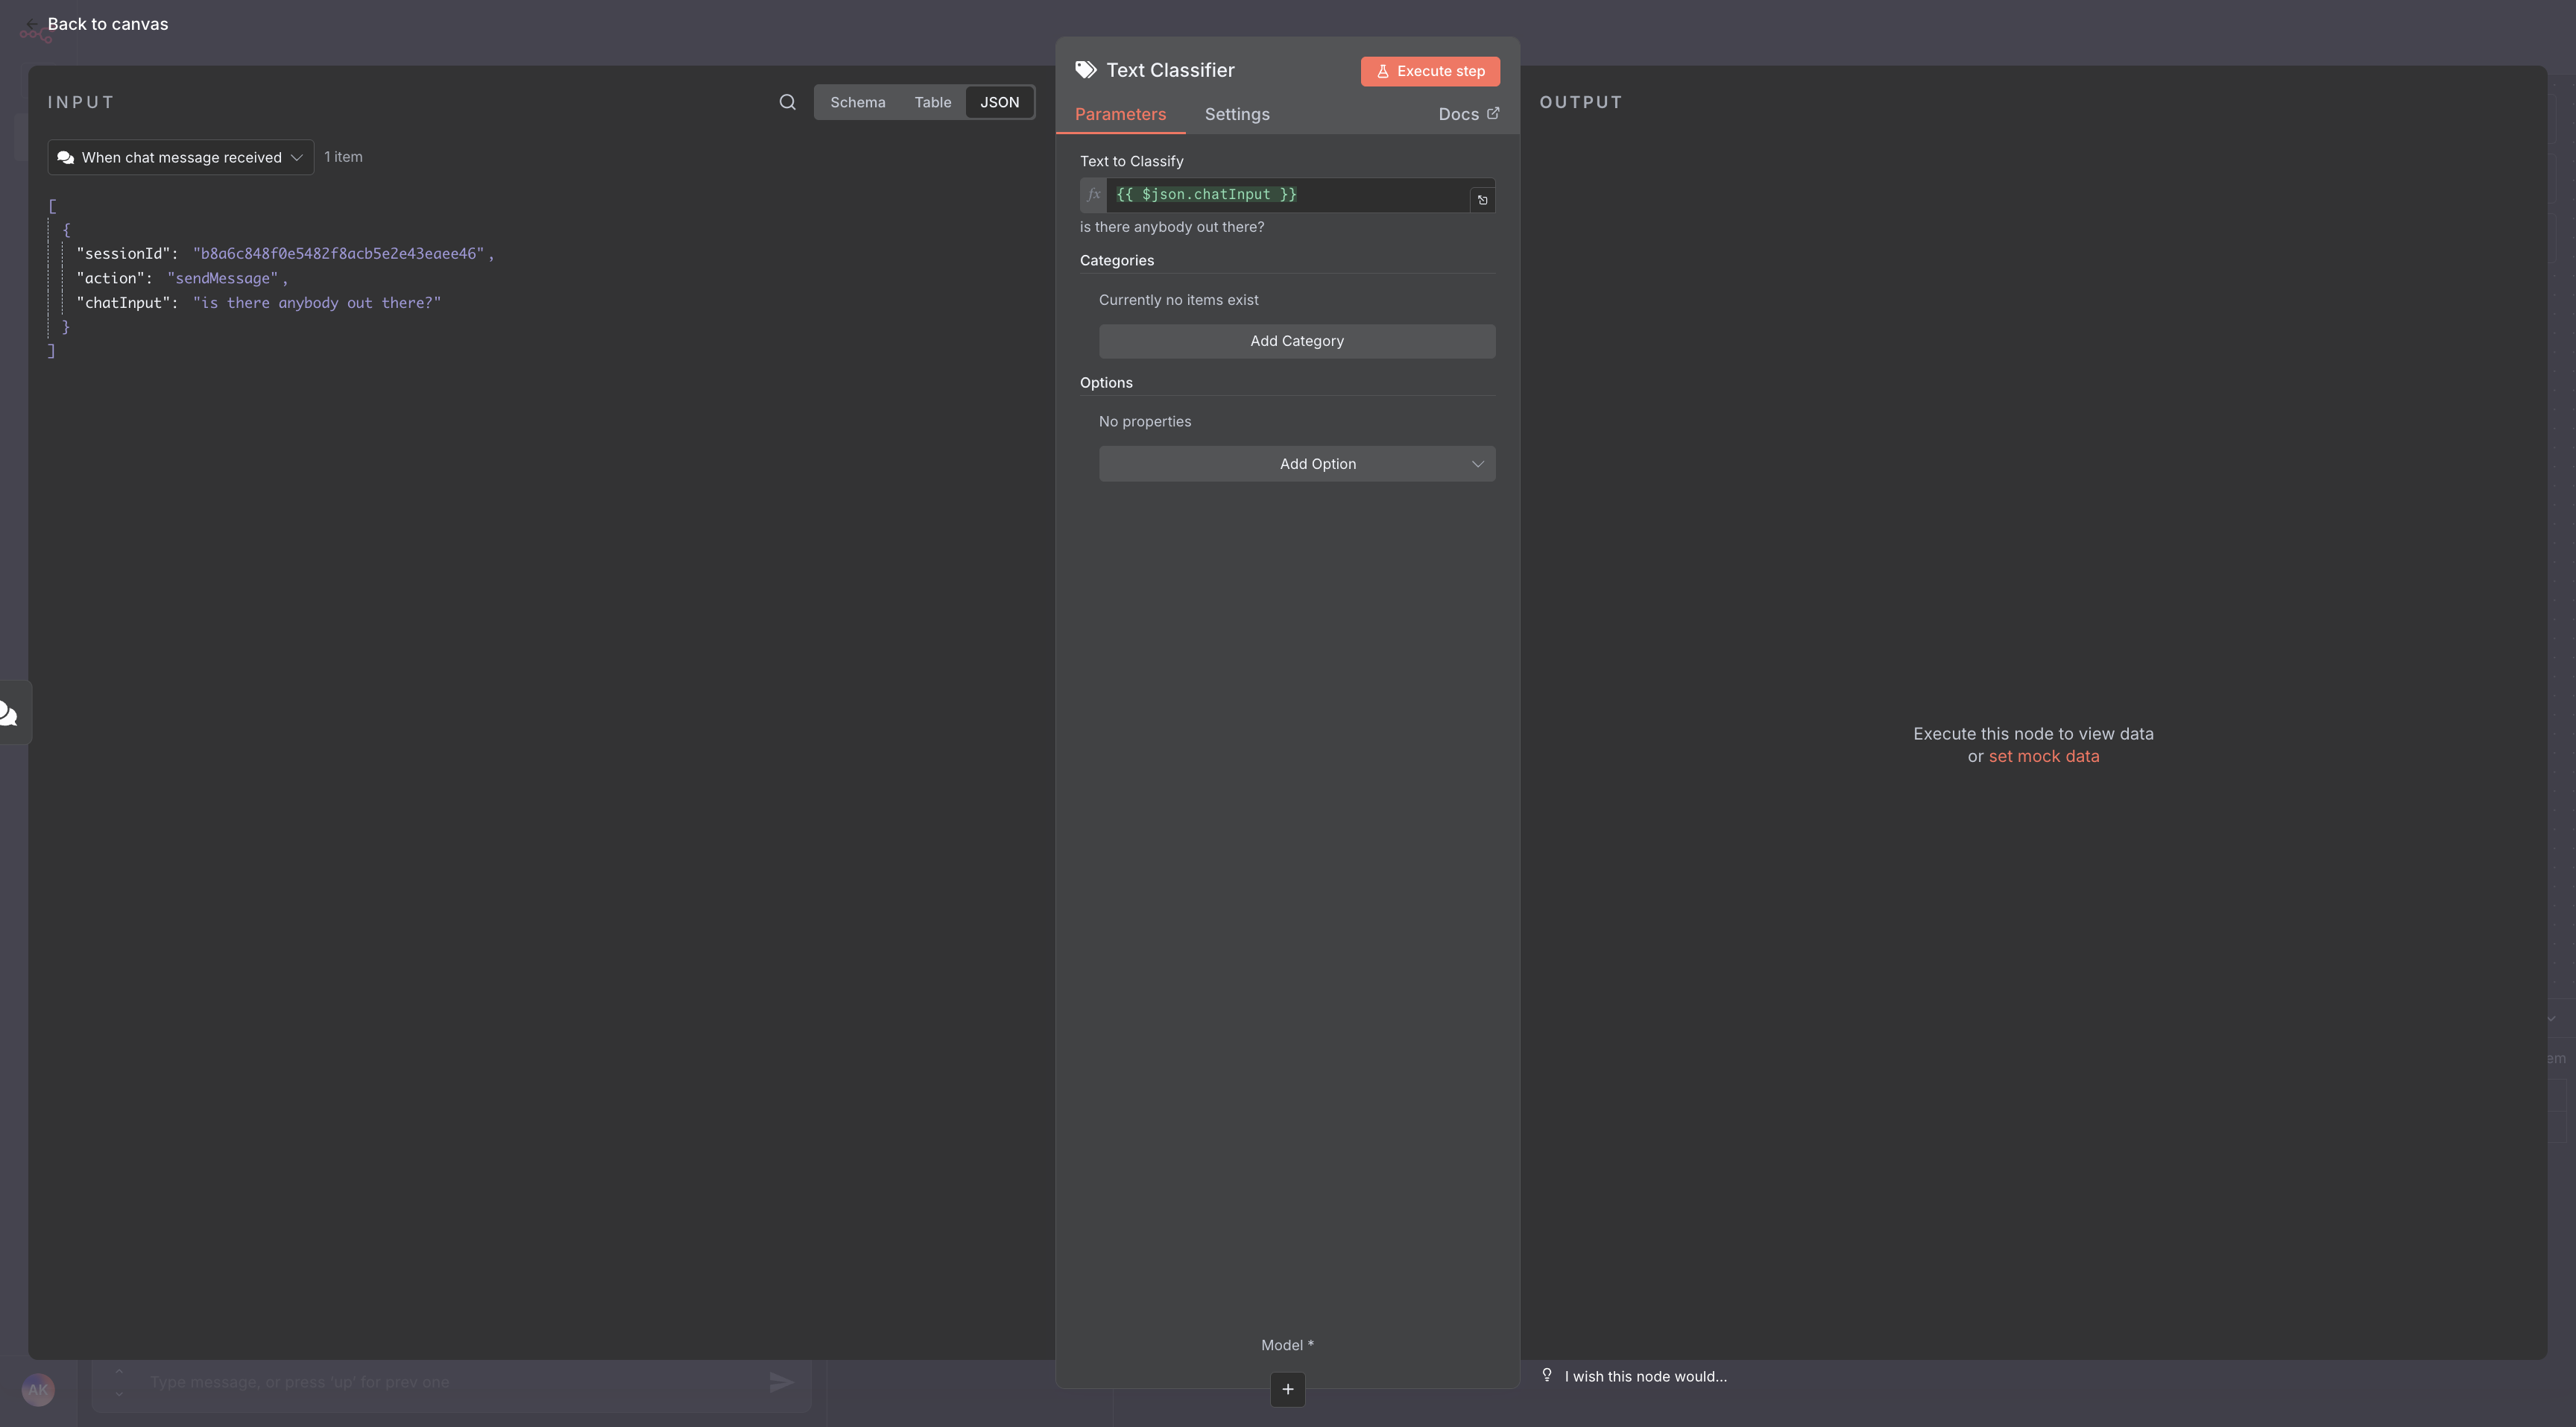 Back to canvas
INPUT
Schema Table JSON
When chat message received 1 item
[
{
"sessionId": "b8a6c848f0e5482f8acb5e2e43eaee46",
"action": "sendMessage",
"chatInput": "is there anybody out there?"
}
]
Text Classifier
Execute step
Parameters Settings Docs
Text to Classify
fx {{ $json.chatInput }}
is there anybody out there?
Categories
Currently no items exist
Add Category
Options
No properties
Add Option
Model *
+
OUTPUT
Execute this node to view data
or set mock data
I wish this node would...
AK
Type message, or press 'up' for prev one
em